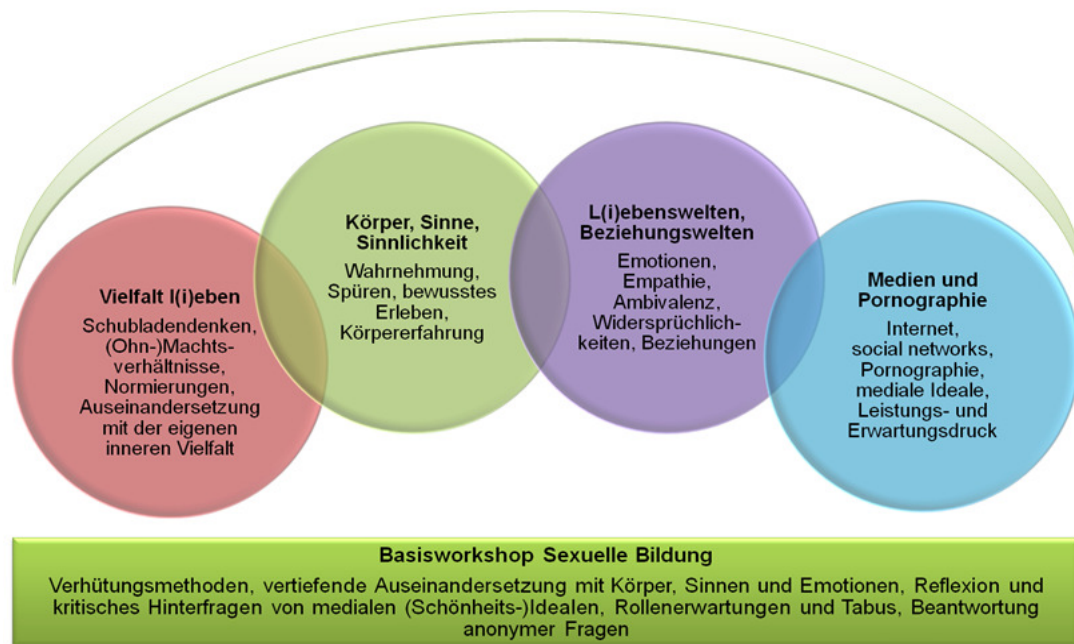 Vielfalt l(i)eben
Schubladendenken,
(Ohn-)Machts-
verhältnisse,
Normierungen,
Auseinandersetzung
mit der eigenen
inneren Vielfalt
Körper, Sinne,
Sinnlichkeit
Wahrnehmung,
Spüren, bewusstes
Erleben,
Körpererfahrung
L(i)ebenswelten,
Beziehungswelten
Emotionen,
Empathie,
Ambivalenz,
Widersprüchlich-
keiten, Beziehungen
Medien und
Pornographie
Internet,
social networks,
Pornographie,
mediale Ideale,
Leistungs- und
Erwartungsdruck
Basisworkshop Sexuelle Bildung
Verhütungsmethoden, vertiefende Auseinandersetzung mit Körper, Sinnen und Emotionen, Reflexion und
kritisches Hinterfragen von medialen (Schönheits-)Idealen, Rollenerwartungen und Tabus, Beantwortung
anonymer Fragen